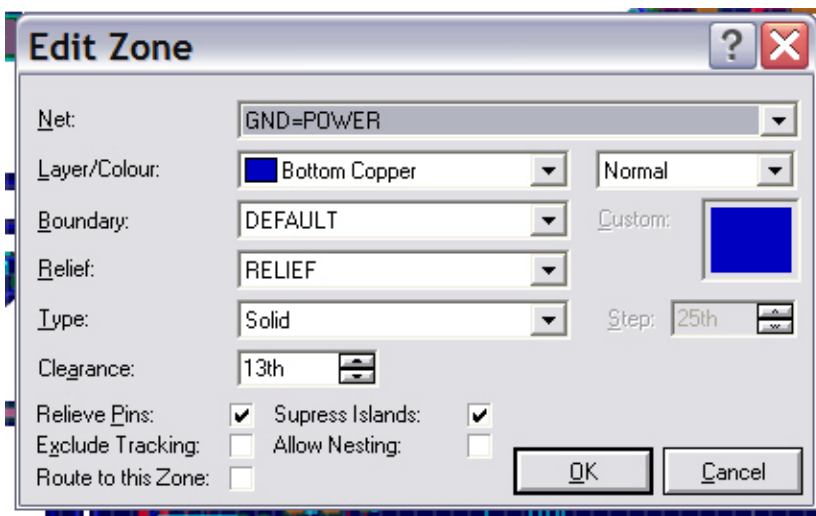 Edit Zone
Net: GND=POWER
Layer/Colour: Bottom Copper Normal
Boundary: DEFAULT Custom:
Relief: RELIEF
Type: Solid Step: 25th
Clearance: 13th
Relieve Pins: Supress Islands:
Exclude Tracking: Allow Nesting:
Route to this Zone: OK Cancel